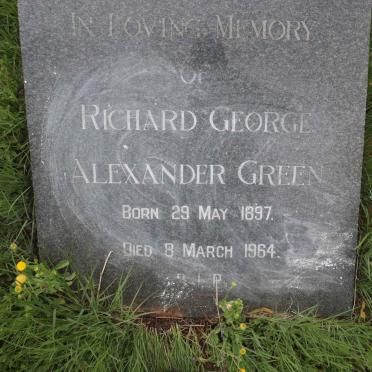 In Loving Memory
Of
Richard George
Alexander Green
Born 29 May 1897.
Died 8 March 1964.
R.I.P.